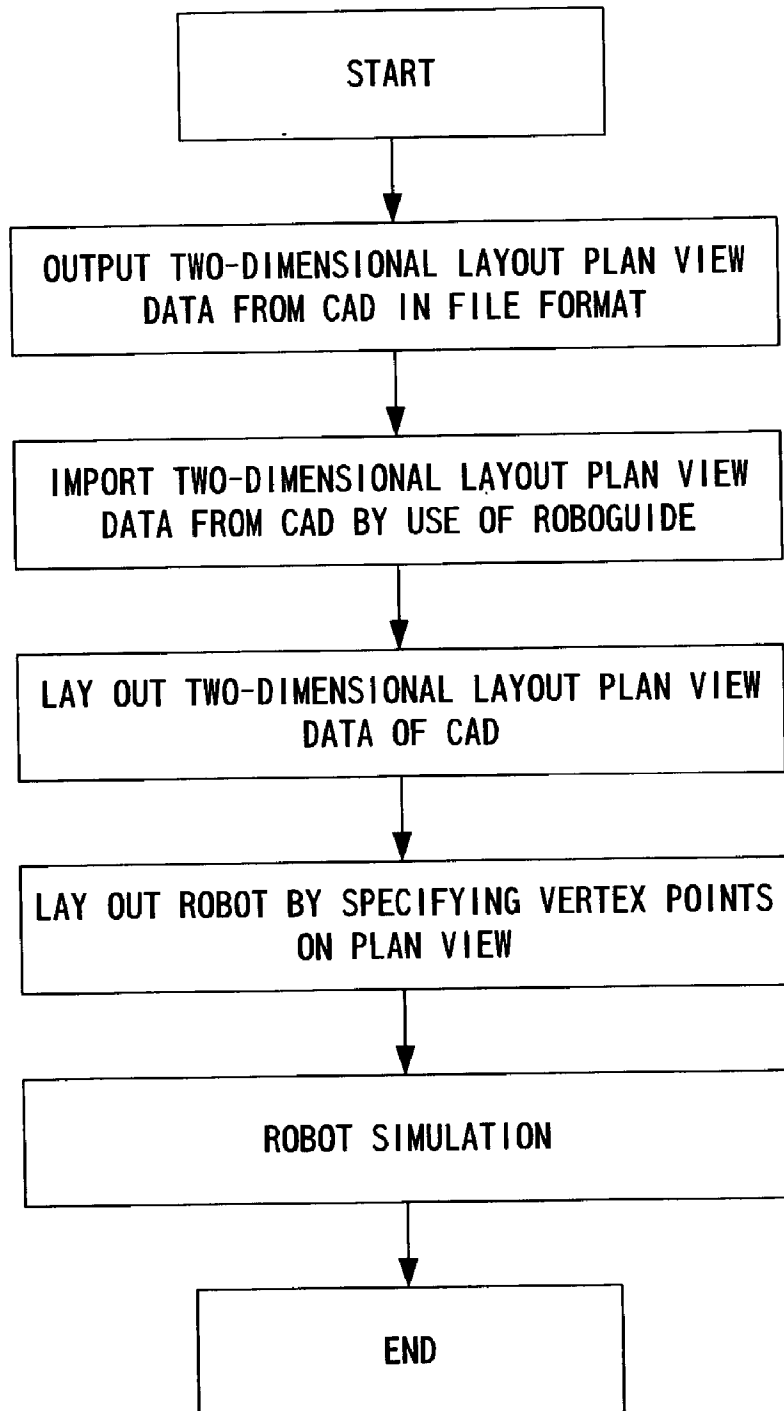 START
OUTPUT TWO-DIMENSIONAL LAYOUT PLAN VIEW
DATA FROM CAD IN FILE FORMAT
IMPORT TWO-DIMENSIONAL LAYOUT PLAN VIEW
DATA FROM CAD BY USE OF ROBOGUIDE
LAY OUT TWO-DIMENSIONAL LAYOUT PLAN VIEW
DATA OF CAD
LAY OUT ROBOT BY SPECIFYING VERTEX POINTS
ON PLAN VIEW
ROBOT SIMULATION
END